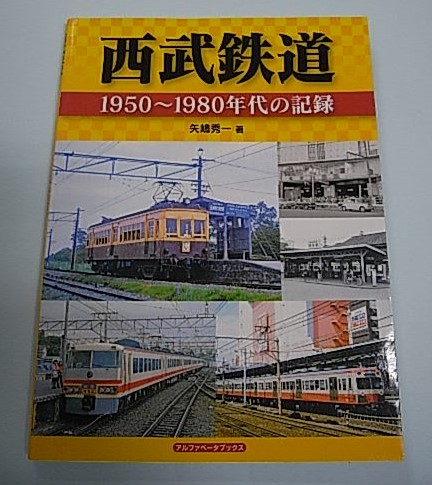 西武鉄道
1950～1980年代の記録
矢嶋秀一 著
アルファベータブックス